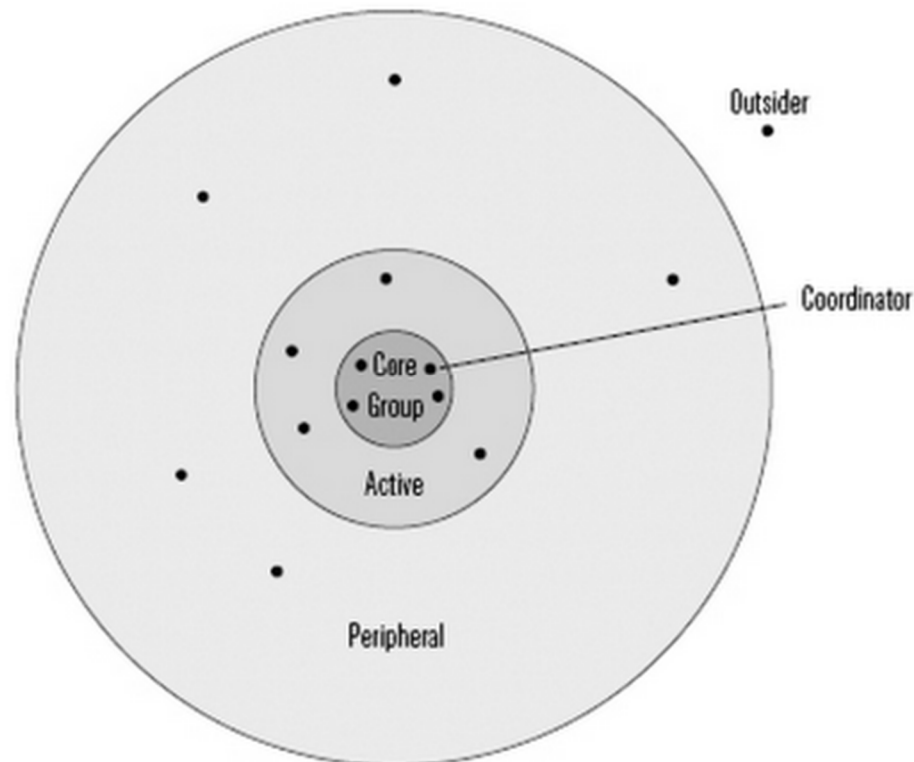 Outsider
Coordinator
Core
Group
Active
Peripheral